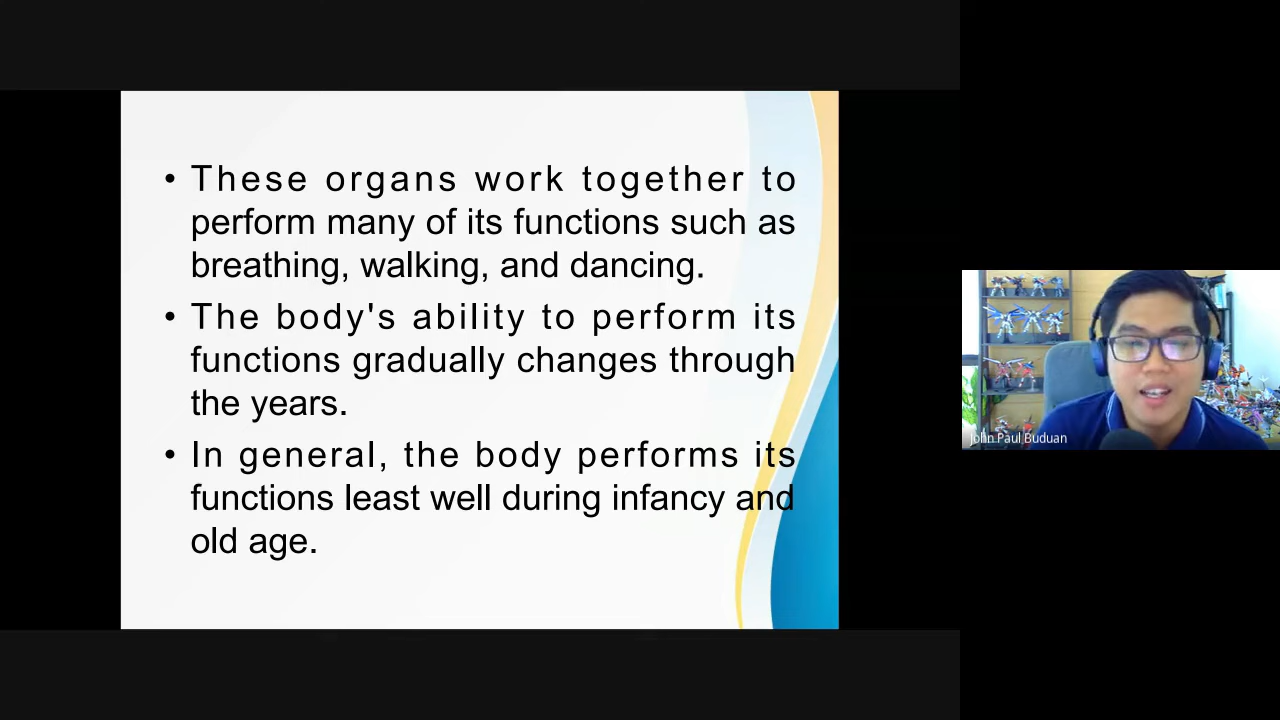 • These organs work together to
perform many of its functions such as
breathing, walking, and dancing.
• The body's ability to perform its
functions gradually changes through
the years.
• In general, the body performs its
functions least well during infancy and
old age.
John Paul Buduan